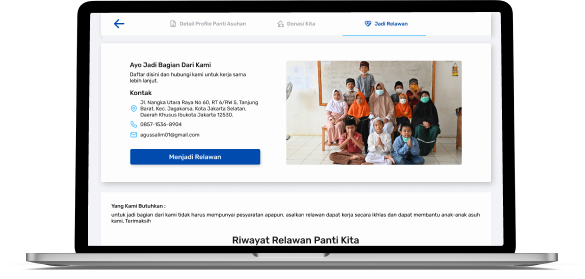 Detail Profile Panti Asuhan
Donasi Kita
Jadi Relawan
Ayo Jadi Bagian Dari Kami
Daftar disini dan hubungi kami untuk kerja sama
lebih lanjut.
Kontak
Jl. Nangka Utara Raya No 60, RT 6/RW 5, Tanjung
Barat, Kec. Jagakarsa, Kota Jakarta Selatan,
Daerah Khusus Ibukota Jakarta 12530.
0857-1536-8904
agussalim01@gmail.com
Menjadi Relawan
Yang Kami Butuhkan :
untuk jadi bagian dari kami tidak harus mempunyai pesyaratan apapun, asalkan relawan dapat kerja secara ikhlas dan dapat membantu anak-anak asuh
kami, Terimaksih
Riwayat Relawan Panti Kita